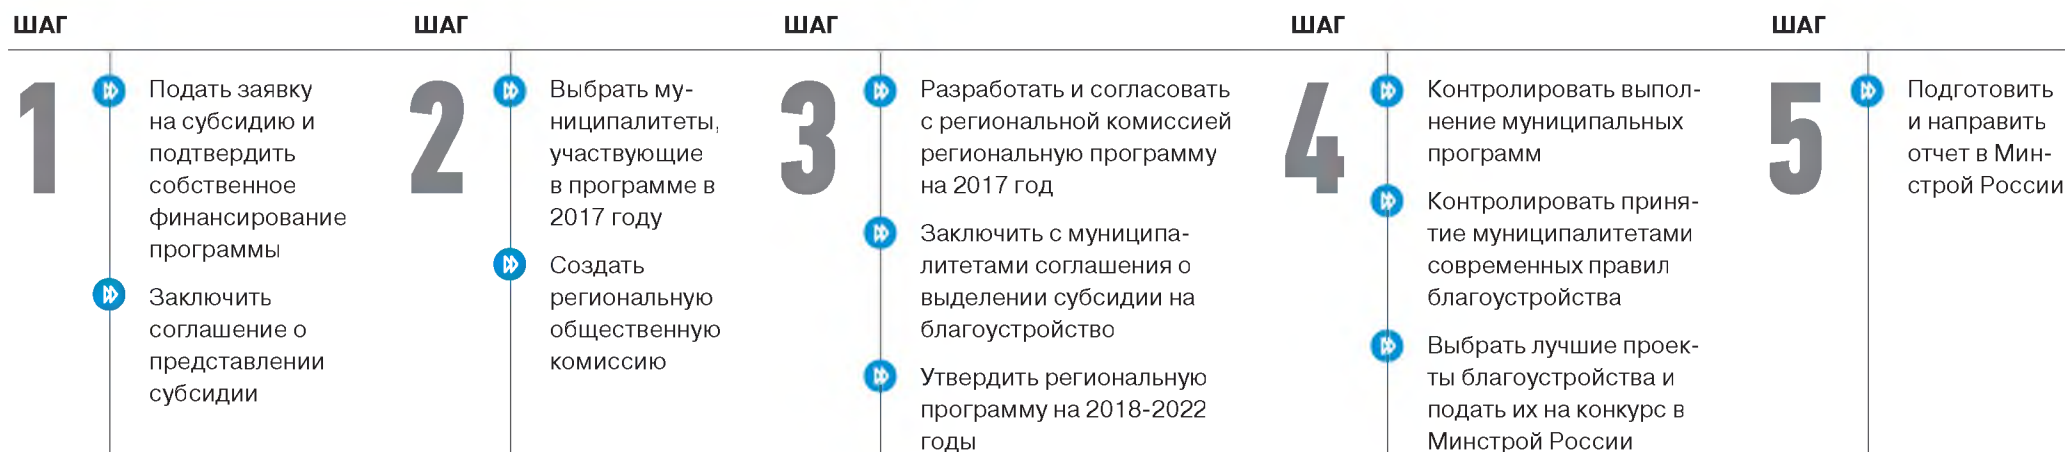 ШАГ
1
Подать заявку
на субсидию и
подтвердить
собственное
финансирование
программы
Заключить
соглашение о
представлении
субсидии
ШАГ
2
Выбрать му-
ниципалитеты,
участвующие
в программе в
2017 году
Создать
региональную
общественную
комиссию
ШАГ
3
Разработать и согласовать
с региональной комиссией
региональную программу
на 2017 год
Заключить с муниципа-
литетами соглашения о
выделении субсидии на
благоустройство
Утвердить региональную
программу на 2018-2022
годы
ШАГ
4
Контролировать выпол-
нение муниципальных
программ
Контролировать приня-
тие муниципалитетами
современных правил
благоустройства
Выбрать лучшие проек-
ты благоустройства и
подать их на конкурс в
Минстрой России
ШАГ
5
Подготовить
и направить
отчет в Мин-
строй России